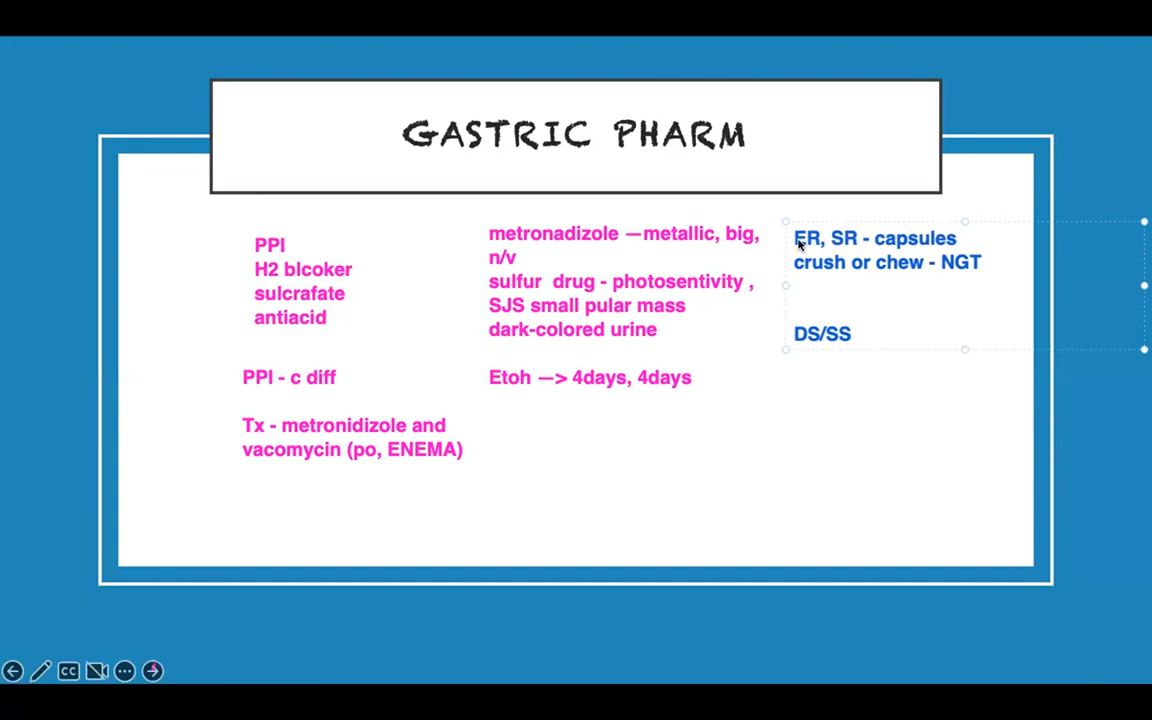 GASTRIC PHARM
PPI
H2 blcoker
sulcrafate
antiacid
PPI - c diff
Tx - metronidizole and
vacomycin (po, ENEMA)
metronadizole —metallic, big,
n/v
sulfur drug - photosentivity ,
SJS small pular mass
dark-colored urine
Etoh —> 4days, 4days
ER, SR - capsules
crush or chew - NGT
DS/SS
CC